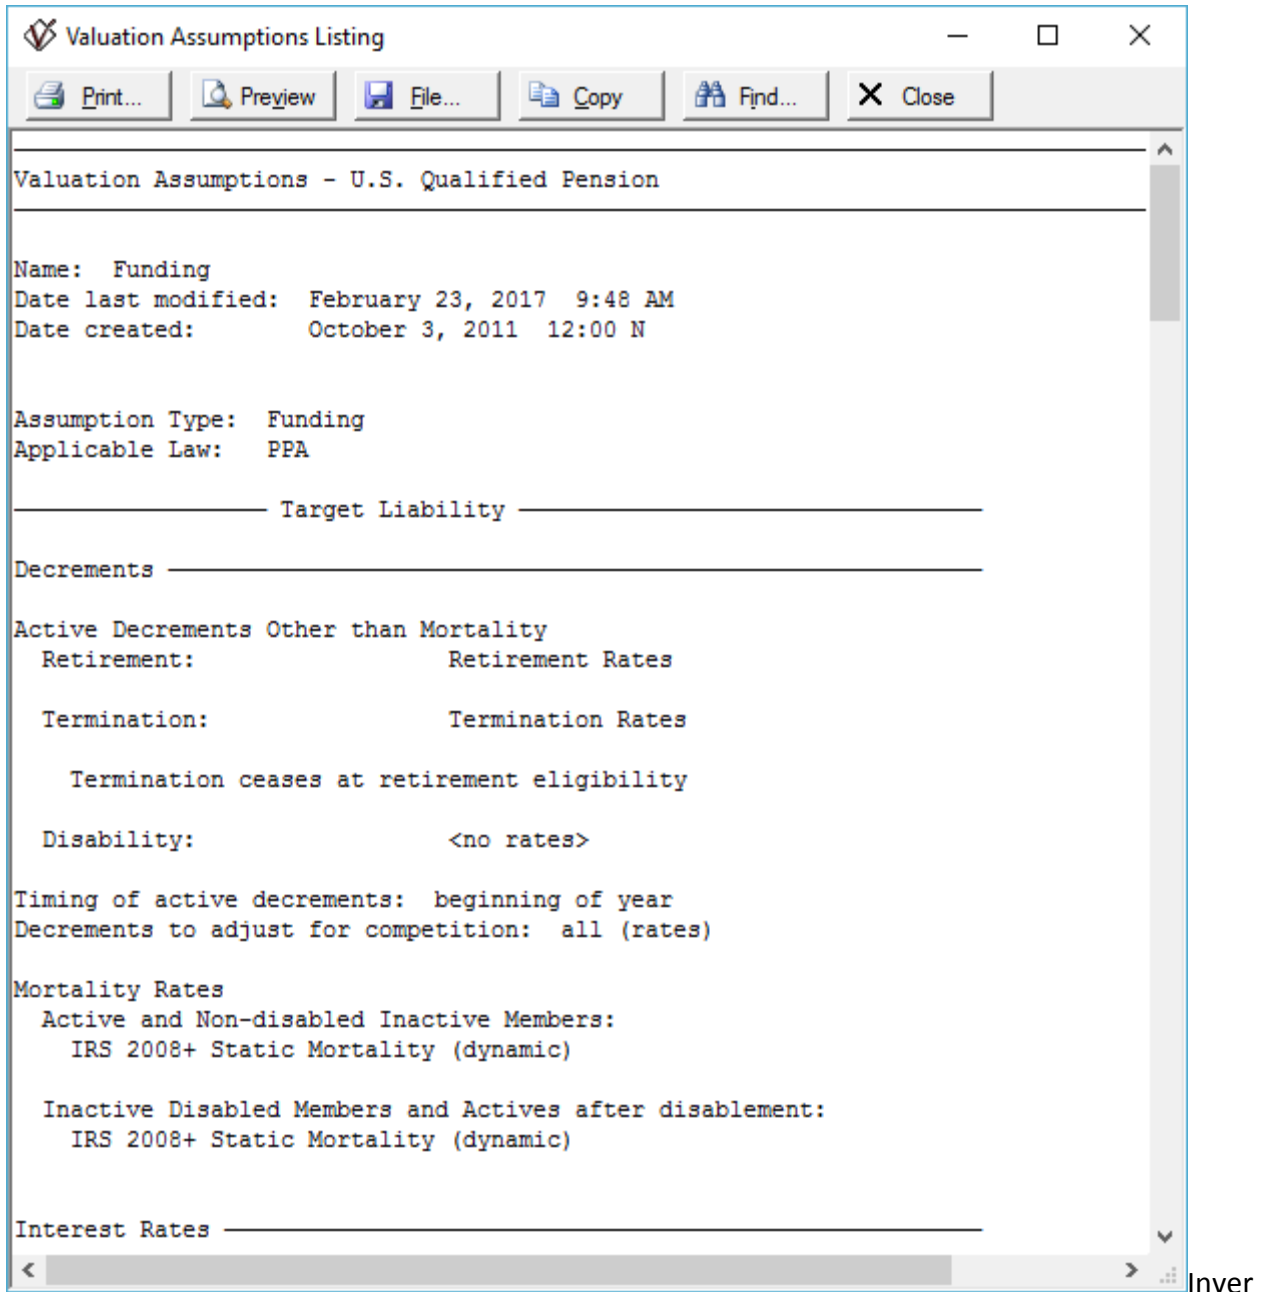 Valuation Assumptions Listing
Print... Preview File... Copy Find... Close
Valuation Assumptions - U.S. Qualified Pension
Name: Funding
Date last modified: February 23, 2017 9:48 AM
Date created: October 3, 2011 12:00 N
Assumption Type: Funding
Applicable Law: PPA
Target Liability
Decrements
Active Decrements Other than Mortality
Retirement: Retirement Rates
Termination: Termination Rates
Termination ceases at retirement eligibility
Disability: <no rates>
Timing of active decrements: beginning of year
Decrements to adjust for competition: all (rates)
Mortality Rates
Active and Non-disabled Inactive Members:
IRS 2008+ Static Mortality (dynamic)
Inactive Disabled Members and Actives after disablement:
IRS 2008+ Static Mortality (dynamic)
Interest Rates
Inver